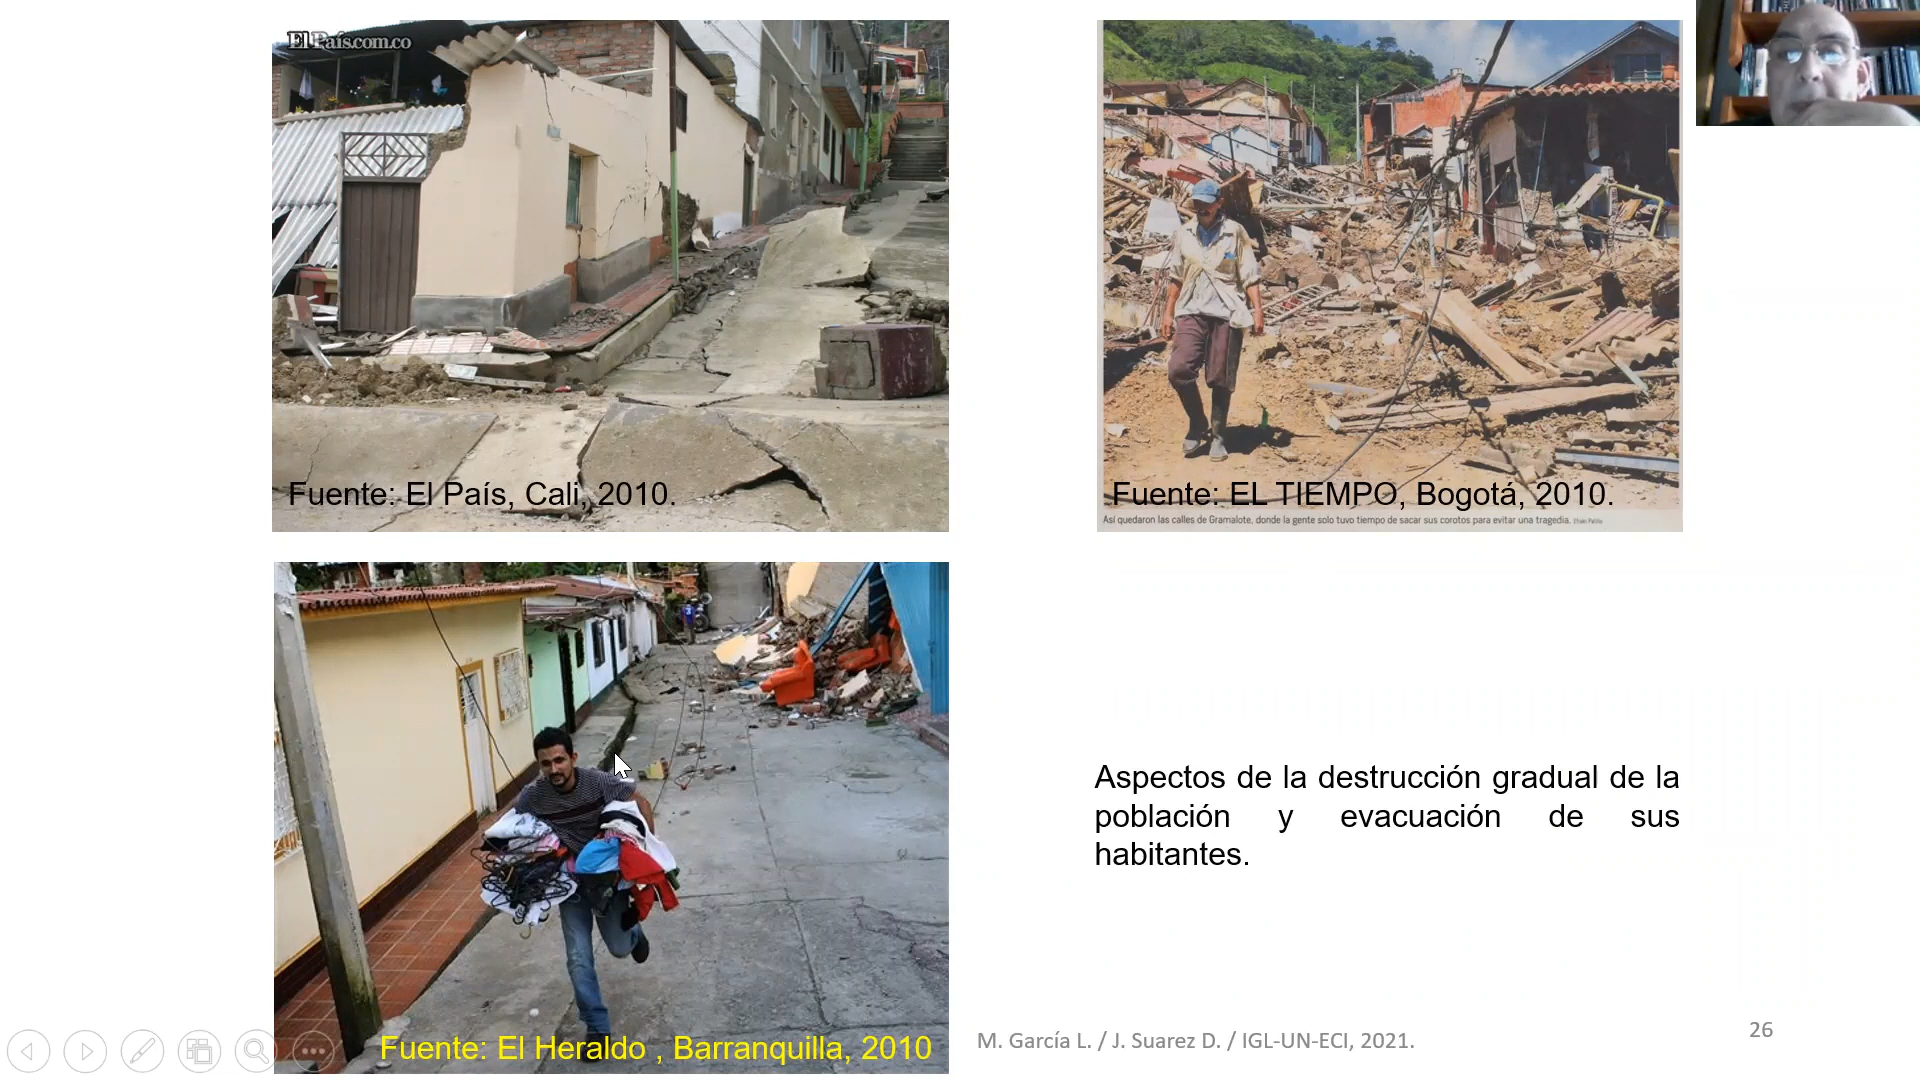 El País.com.co
Fuente: El País, Cali, 2010.
Fuente: EL TIEMPO, Bogotá, 2010.
Así quedaron las calles de Gramalote, donde la gente solo tuvo tiempo de sacar sus corotos para evitar una tragedia.
Fuente: El Heraldo , Barranquilla, 2010
Aspectos de la destrucción gradual de la
población y evacuación de sus
habitantes.
M. García L. / J. Suarez D. / IGL-UN-ECI, 2021.
26